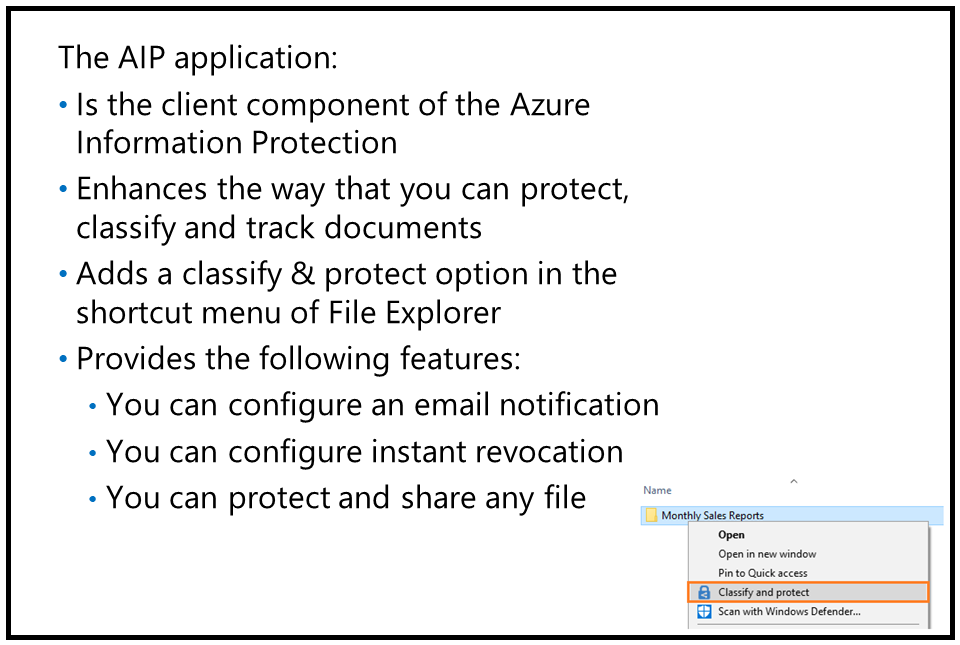 The AIP application:
• Is the client component of the Azure
Information Protection
• Enhances the way that you can protect,
classify and track documents
• Adds a classify & protect option in the
shortcut menu of File Explorer
• Provides the following features:
• You can configure an email notification
• You can configure instant revocation
• You can protect and share any file
Name
Monthly Sales Reports
Open
Open in new window
Pin to Quick access
Classify and protect
Scan with Windows Defender...